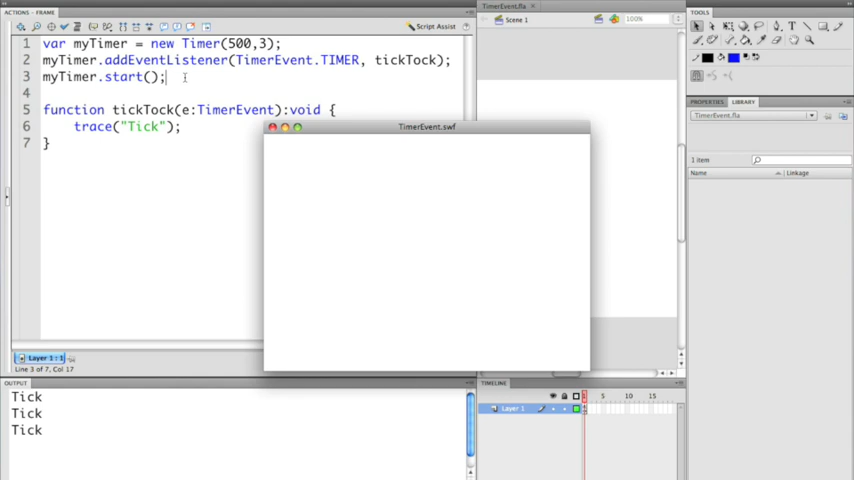 ACTIONS - FRAME
Script Assist
1 var myTimer = new Timer(500,3);
2 myTimer.addEventListener(TimerEvent.TIMER, tickTock);
3 myTimer.start();
4
5 function tickTock(e:TimerEvent):void {
6 trace("Tick");
7 }
Layer 1 : 1
Line 3 of 7, Col 17
OUTPUT
Tick
Tick
Tick
TimerEvent.fla
Scene 1
100%
TimerEvent.swf
TIMELINE
1 5 10 15
Layer 1
TOOLS
PROPERTIES LIBRARY
TimerEvent.fla
1 item
Name Linkage